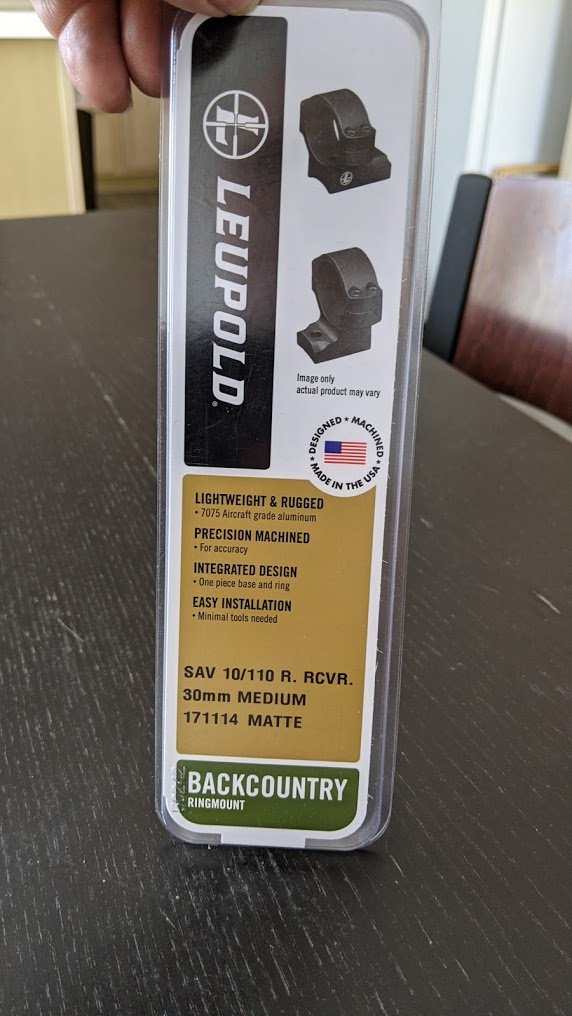 LEUPOLD®
Image only
actual product may vary
DESIGNED ★ MACHINED ★ MADE IN THE USA ★
LIGHTWEIGHT & RUGGED
• 7075 Aircraft grade aluminum
PRECISION MACHINED
• For accuracy
INTEGRATED DESIGN
• One piece base and ring
EASY INSTALLATION
• Minimal tools needed
SAV 10/110 R. RCVR.
30mm MEDIUM
171114 MATTE
BACKCOUNTRY
RINGMOUNT